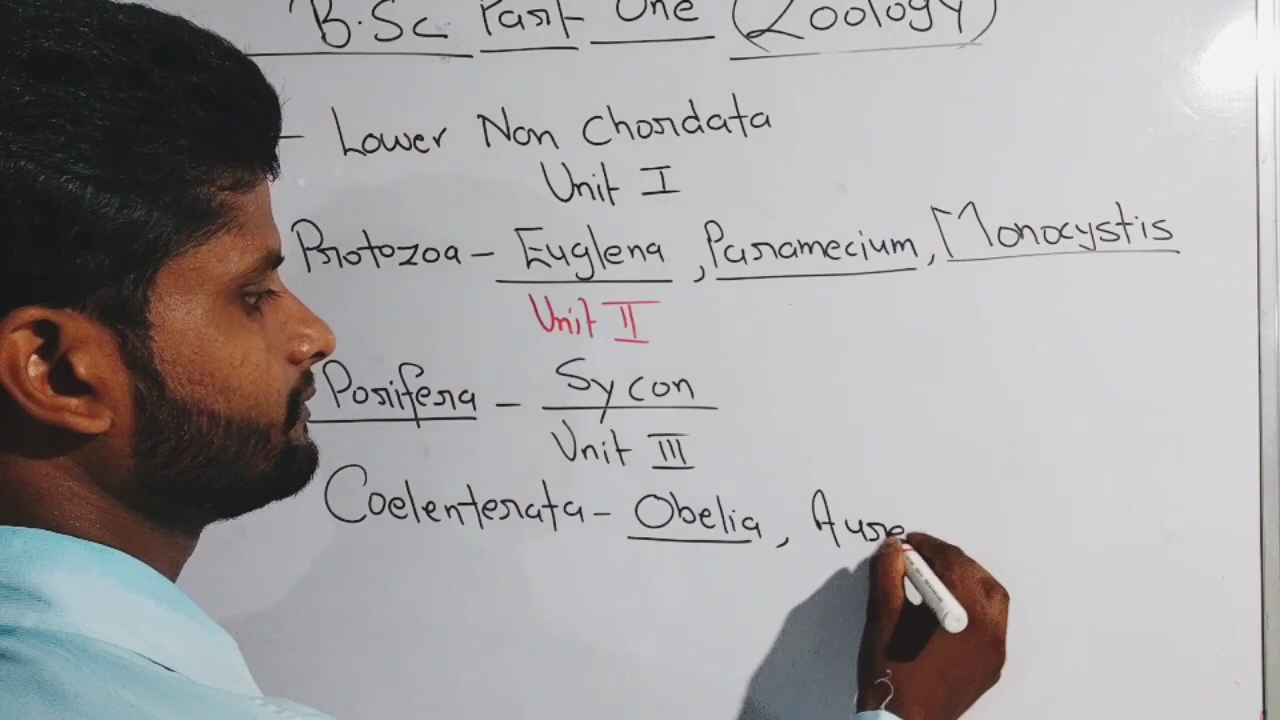 B.Sc Part One (Zoology)
- Lower Non Chordata
Unit I
Protozoa - Euglena, Paramecium, Monocystis
Unit II
Porifera - Sycon
Unit III
Coelenterata - Obelia, Aure